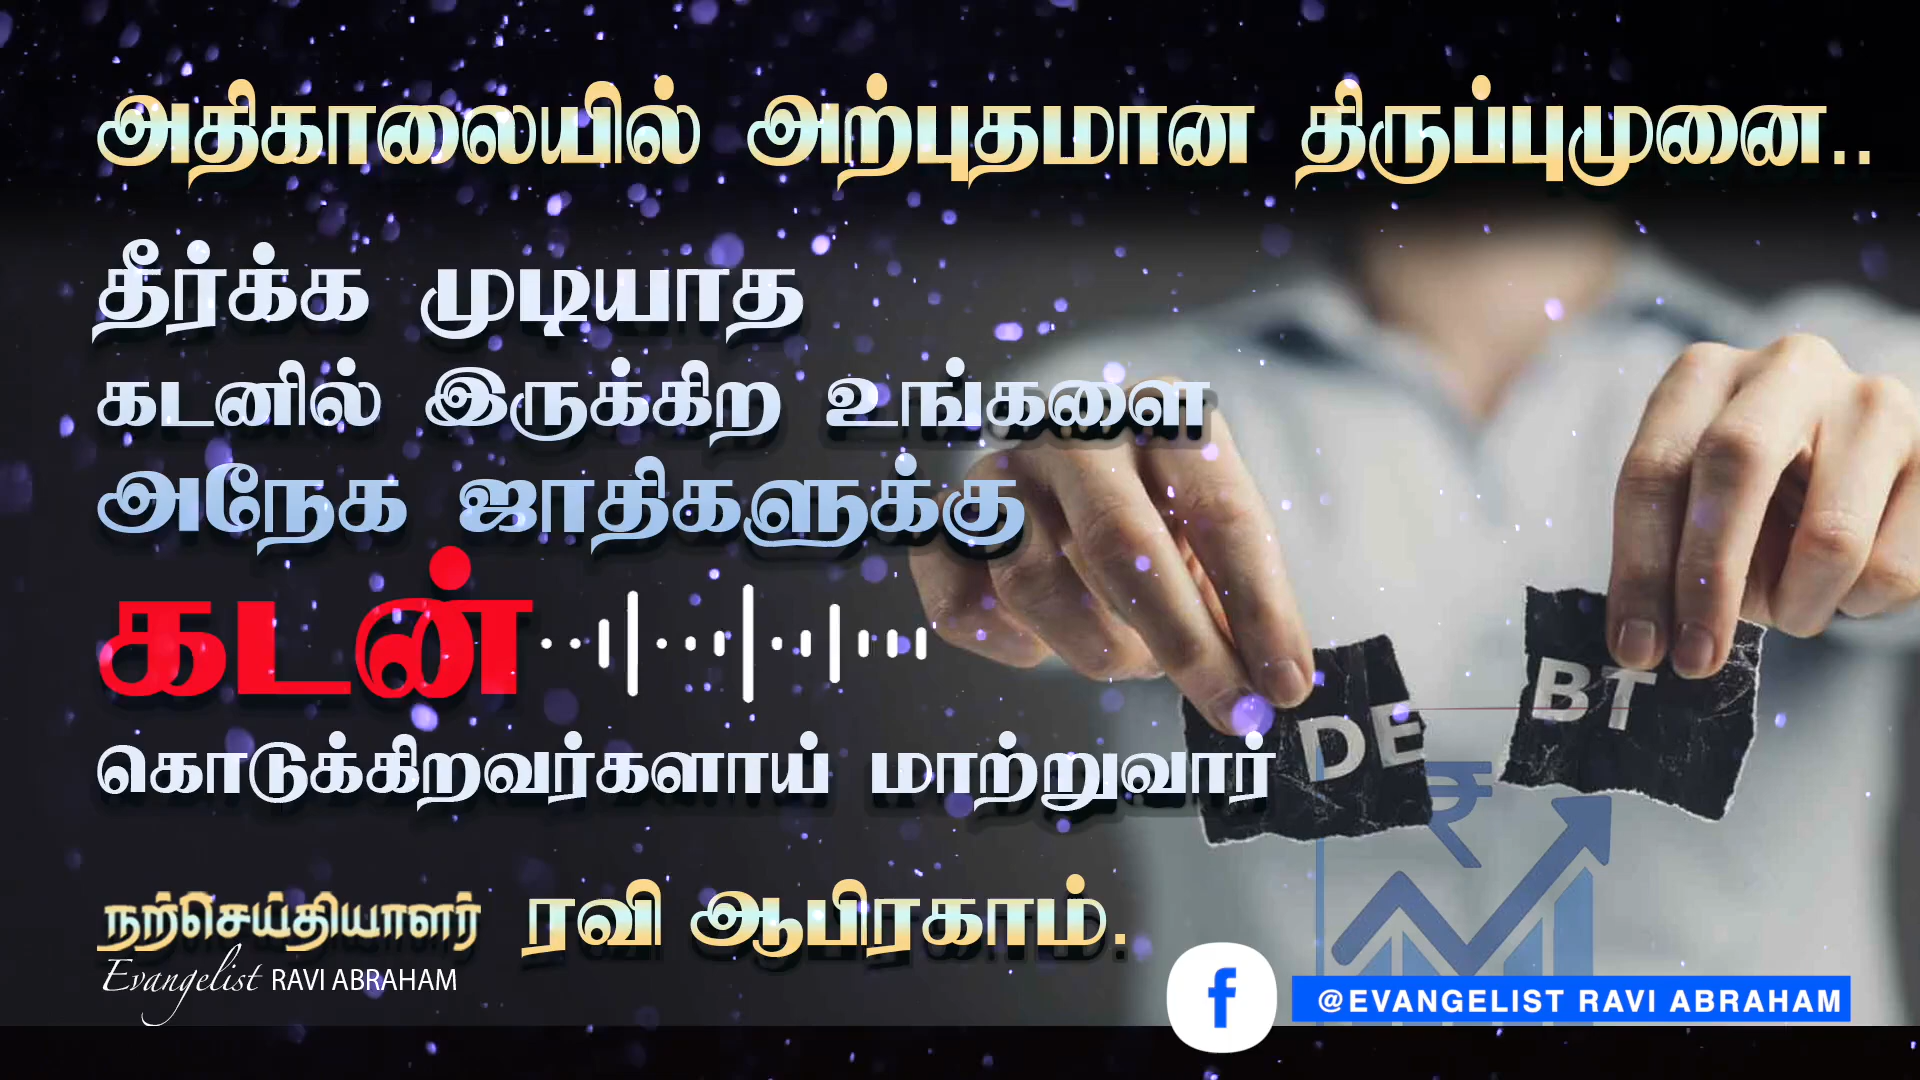 அதிகாலையில் அற்புதமான திருப்புமுனை..
தீர்க்க முடியாத
கடனில் இருக்கிற உங்களை
அநேக ஜாதிகளுக்கு
கடன்
கொடுக்கிறவர்களாய் மாற்றுவார்
DE BT
₹
நற்செய்தியாளர் ரவி ஆபிரகாம்.
Evangelist RAVI ABRAHAM
f @EVANGELIST RAVI ABRAHAM